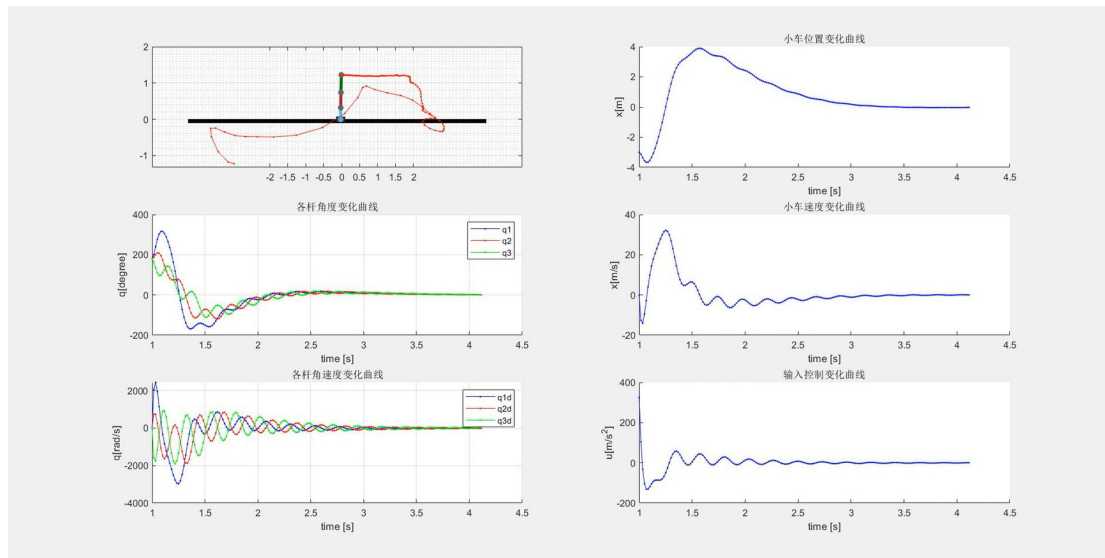 2
1
0
-1
-2 -1.5 -1 -0.5 0 0.5 1 1.5 2
小车位置变化曲线
4
2
0
-2
-4
x[m]
1 1.5 2 2.5 3 3.5 4 4.5
time [s]
各杆角度变化曲线
400
200
0
-200
q[degree]
q1
q2
q3
1 1.5 2 2.5 3 3.5 4 4.5
time [s]
小车速度变化曲线
40
20
0
-20
x[m/s]
1 1.5 2 2.5 3 3.5 4 4.5
time [s]
各杆角速度变化曲线
2000
0
-2000
-4000
q[rad/s]
q1d
q2d
q3d
1 1.5 2 2.5 3 3.5 4 4.5
time [s]
输入控制变化曲线
400
200
0
-200
u[m/s²]
1 1.5 2 2.5 3 3.5 4 4.5
time [s]